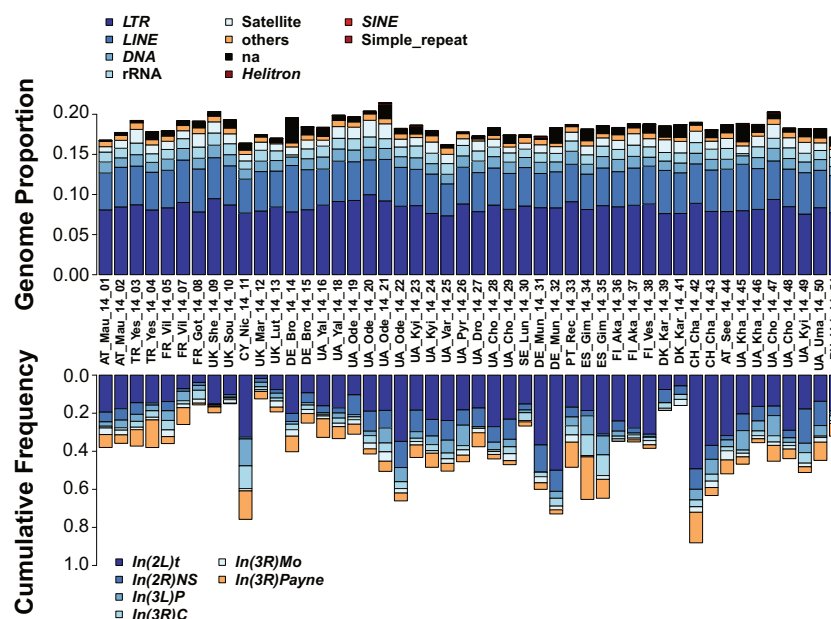 LTR
LINE
DNA
rRNA
Satellite
others
na
Helitron
SINE
Simple_repeat
Genome Proportion
0.20
0.15
0.10
0.05
0.00
AT_Mau_14_01
AT_Mau_14_02
TR_Yes_14_03
TR_Yes_14_04
FR_Vil_14_05
FR_Vil_14_07
FR_Got_14_08
UK_She_14_09
UK_Sou_14_10
CY_Nic_14_11
UK_Mar_14_12
UK_Lut_14_13
DE_Bro_14_14
DE_Bro_14_15
UA_Yal_14_16
UA_Yal_14_18
UA_Ode_14_19
UA_Ode_14_20
UA_Ode_14_21
UA_Ode_14_22
UA_Kyi_14_23
UA_Kyi_14_24
UA_Var_14_25
UA_Pyr_14_26
UA_Dro_14_27
UA_Cho_14_28
UA_Cho_14_29
SE_Lun_14_30
DE_Mun_14_31
DE_Mun_14_32
PT_Rec_14_33
ES_Gim_14_34
ES_Gim_14_35
FI_Aka_14_36
FI_Aka_14_37
FI_Ves_14_38
DK_Kar_14_39
DK_Kar_14_41
CH_Cha_14_42
CH_Cha_14_43
AT_See_14_44
UA_Kha_14_45
UA_Kha_14_46
UA_Cho_14_47
UA_Cho_14_48
UA_Kyi_14_49
UA_Uma_14_50
Cumulative Frequency
0.0
0.2
0.4
0.6
0.8
1.0
In(2L)t
In(2R)NS
In(3L)P
In(3R)C
In(3R)Mo
In(3R)Payne